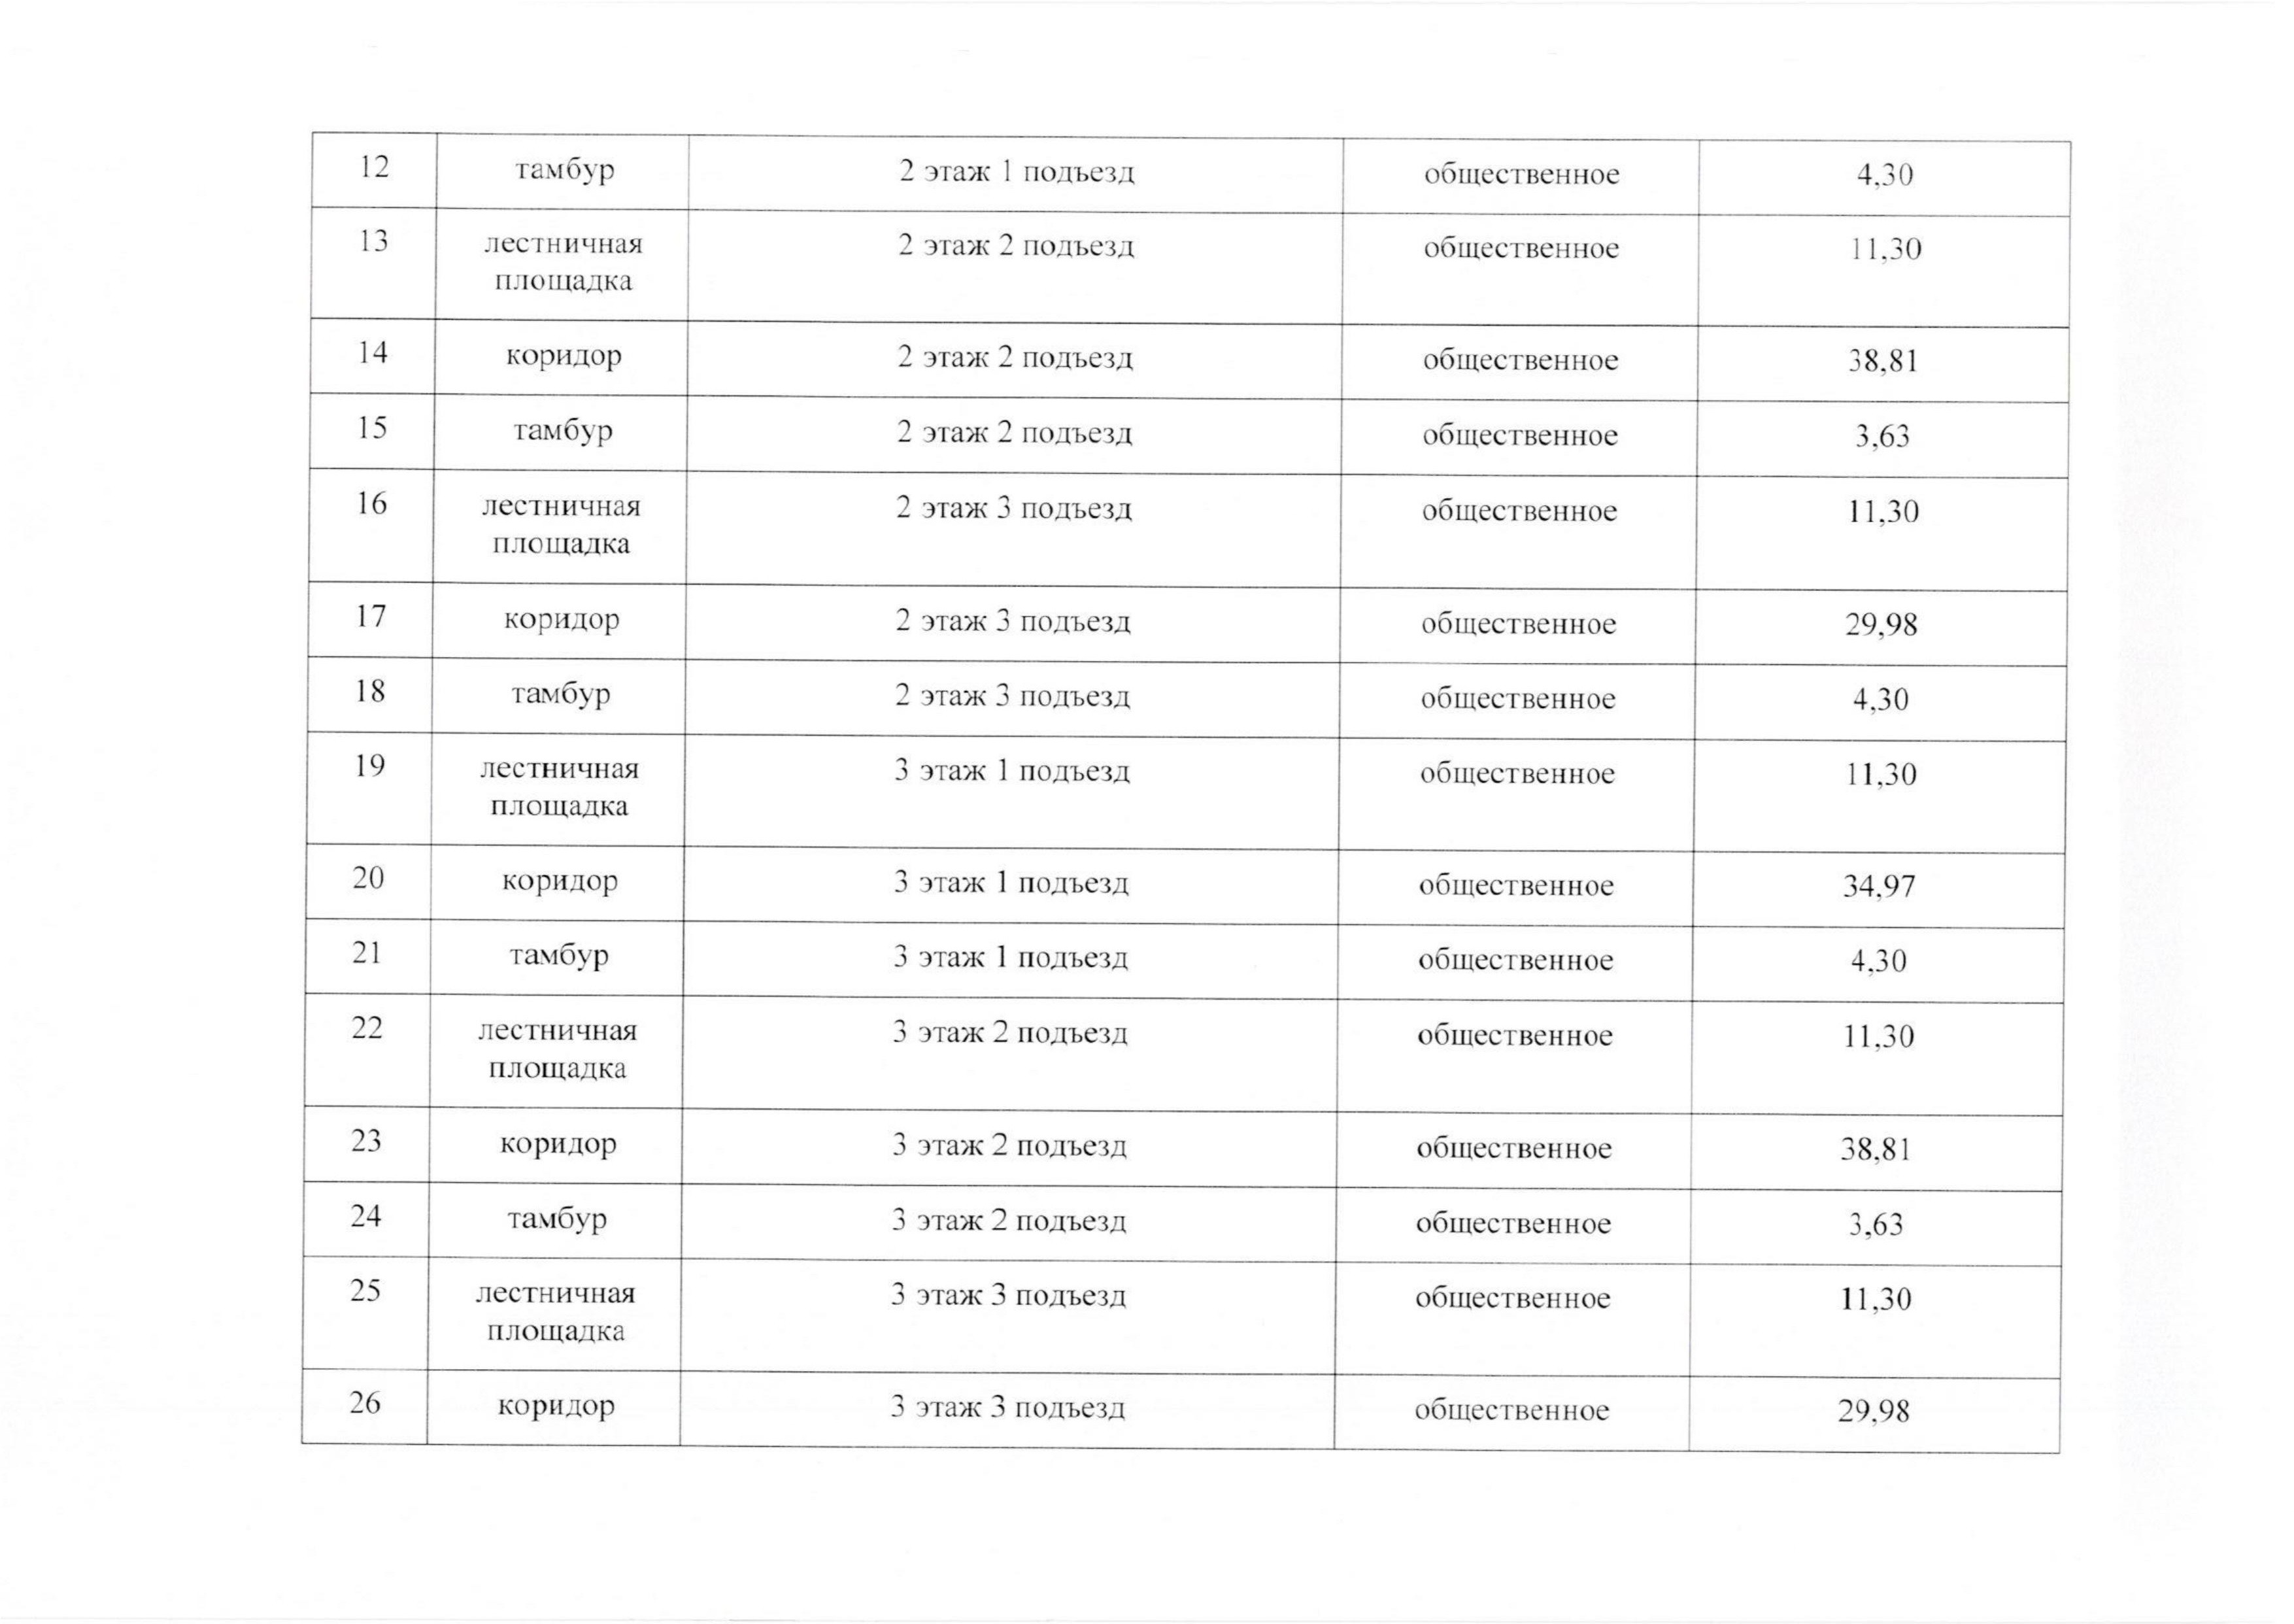 12 тамбур 2 этаж 1 подъезд общественное 4,30
13 лестничная 2 этаж 2 подъезд общественное 11,30
площадка
14 коридор 2 этаж 2 подъезд общественное 38,81
15 тамбур 2 этаж 2 подъезд общественное 3,63
16 лестничная 2 этаж 3 подъезд общественное 11,30
площадка
17 коридор 2 этаж 3 подъезд общественное 29,98
18 тамбур 2 этаж 3 подъезд общественное 4,30
19 лестничная 3 этаж 1 подъезд общественное 11,30
площадка
20 коридор 3 этаж 1 подъезд общественное 34,97
21 тамбур 3 этаж 1 подъезд общественное 4,30
22 лестничная 3 этаж 2 подъезд общественное 11,30
площадка
23 коридор 3 этаж 2 подъезд общественное 38,81
24 тамбур 3 этаж 2 подъезд общественное 3,63
25 лестничная 3 этаж 3 подъезд общественное 11,30
площадка
26 коридор 3 этаж 3 подъезд общественное 29,98